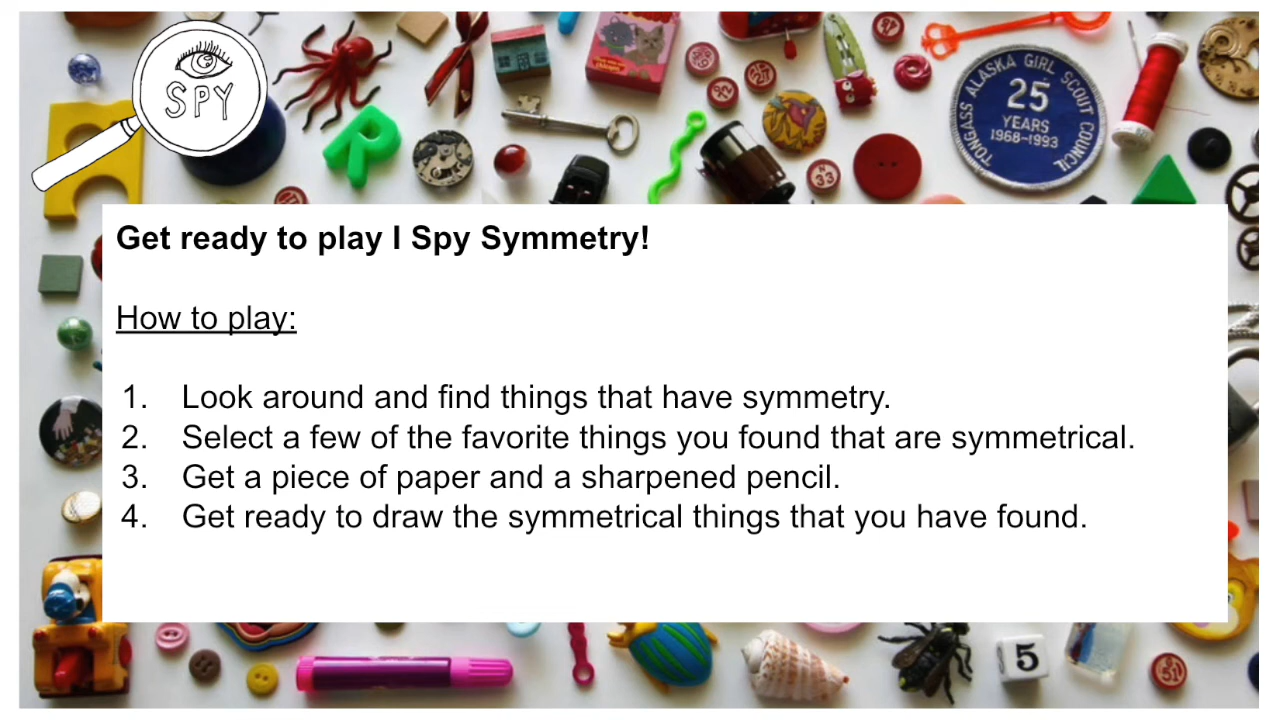 SPY
R
TONGASS ALASKA GIRL SCOUT COUNCIL
25
YEARS
1968-1993
N
33
Get ready to play I Spy Symmetry!
How to play:
1. Look around and find things that have symmetry.
2. Select a few of the favorite things you found that are symmetrical.
3. Get a piece of paper and a sharpened pencil.
4. Get ready to draw the symmetrical things that you have found.
5
51